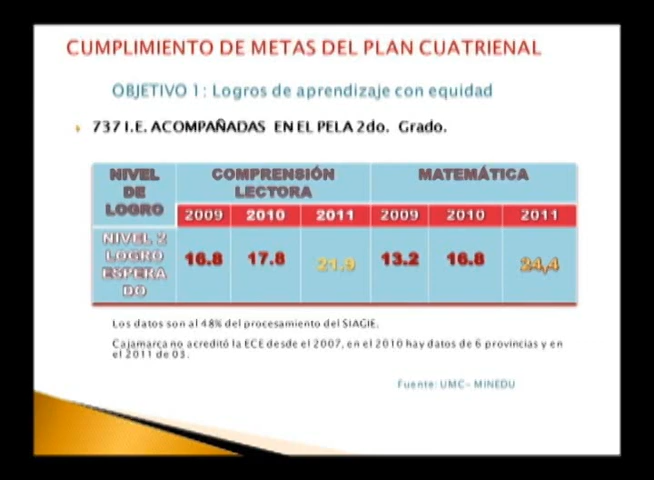 CUMPLIMIENTO DE METAS DEL PLAN CUATRIENAL
OBJETIVO 1: Logros de aprendizaje con equidad
737 I.E. ACOMPAÑADAS EN EL PELA 2do. Grado.
NIVEL DE LOGRO COMPRENSIÓN LECTORA MATEMÁTICA
2009 2010 2011 2009 2010 2011
NIVEL 2 LOGRO ESPERADO 16.8 17.8 21.9 13.2 16.8 24,4
Los datos son al 48% del procesamiento del SIAGIE.
Cajamarca no acreditó la ECE desde el 2007, en el 2010 hay datos de 6 provincias y en
el 2011 de 03.
Fuente: UMC- MINEDU